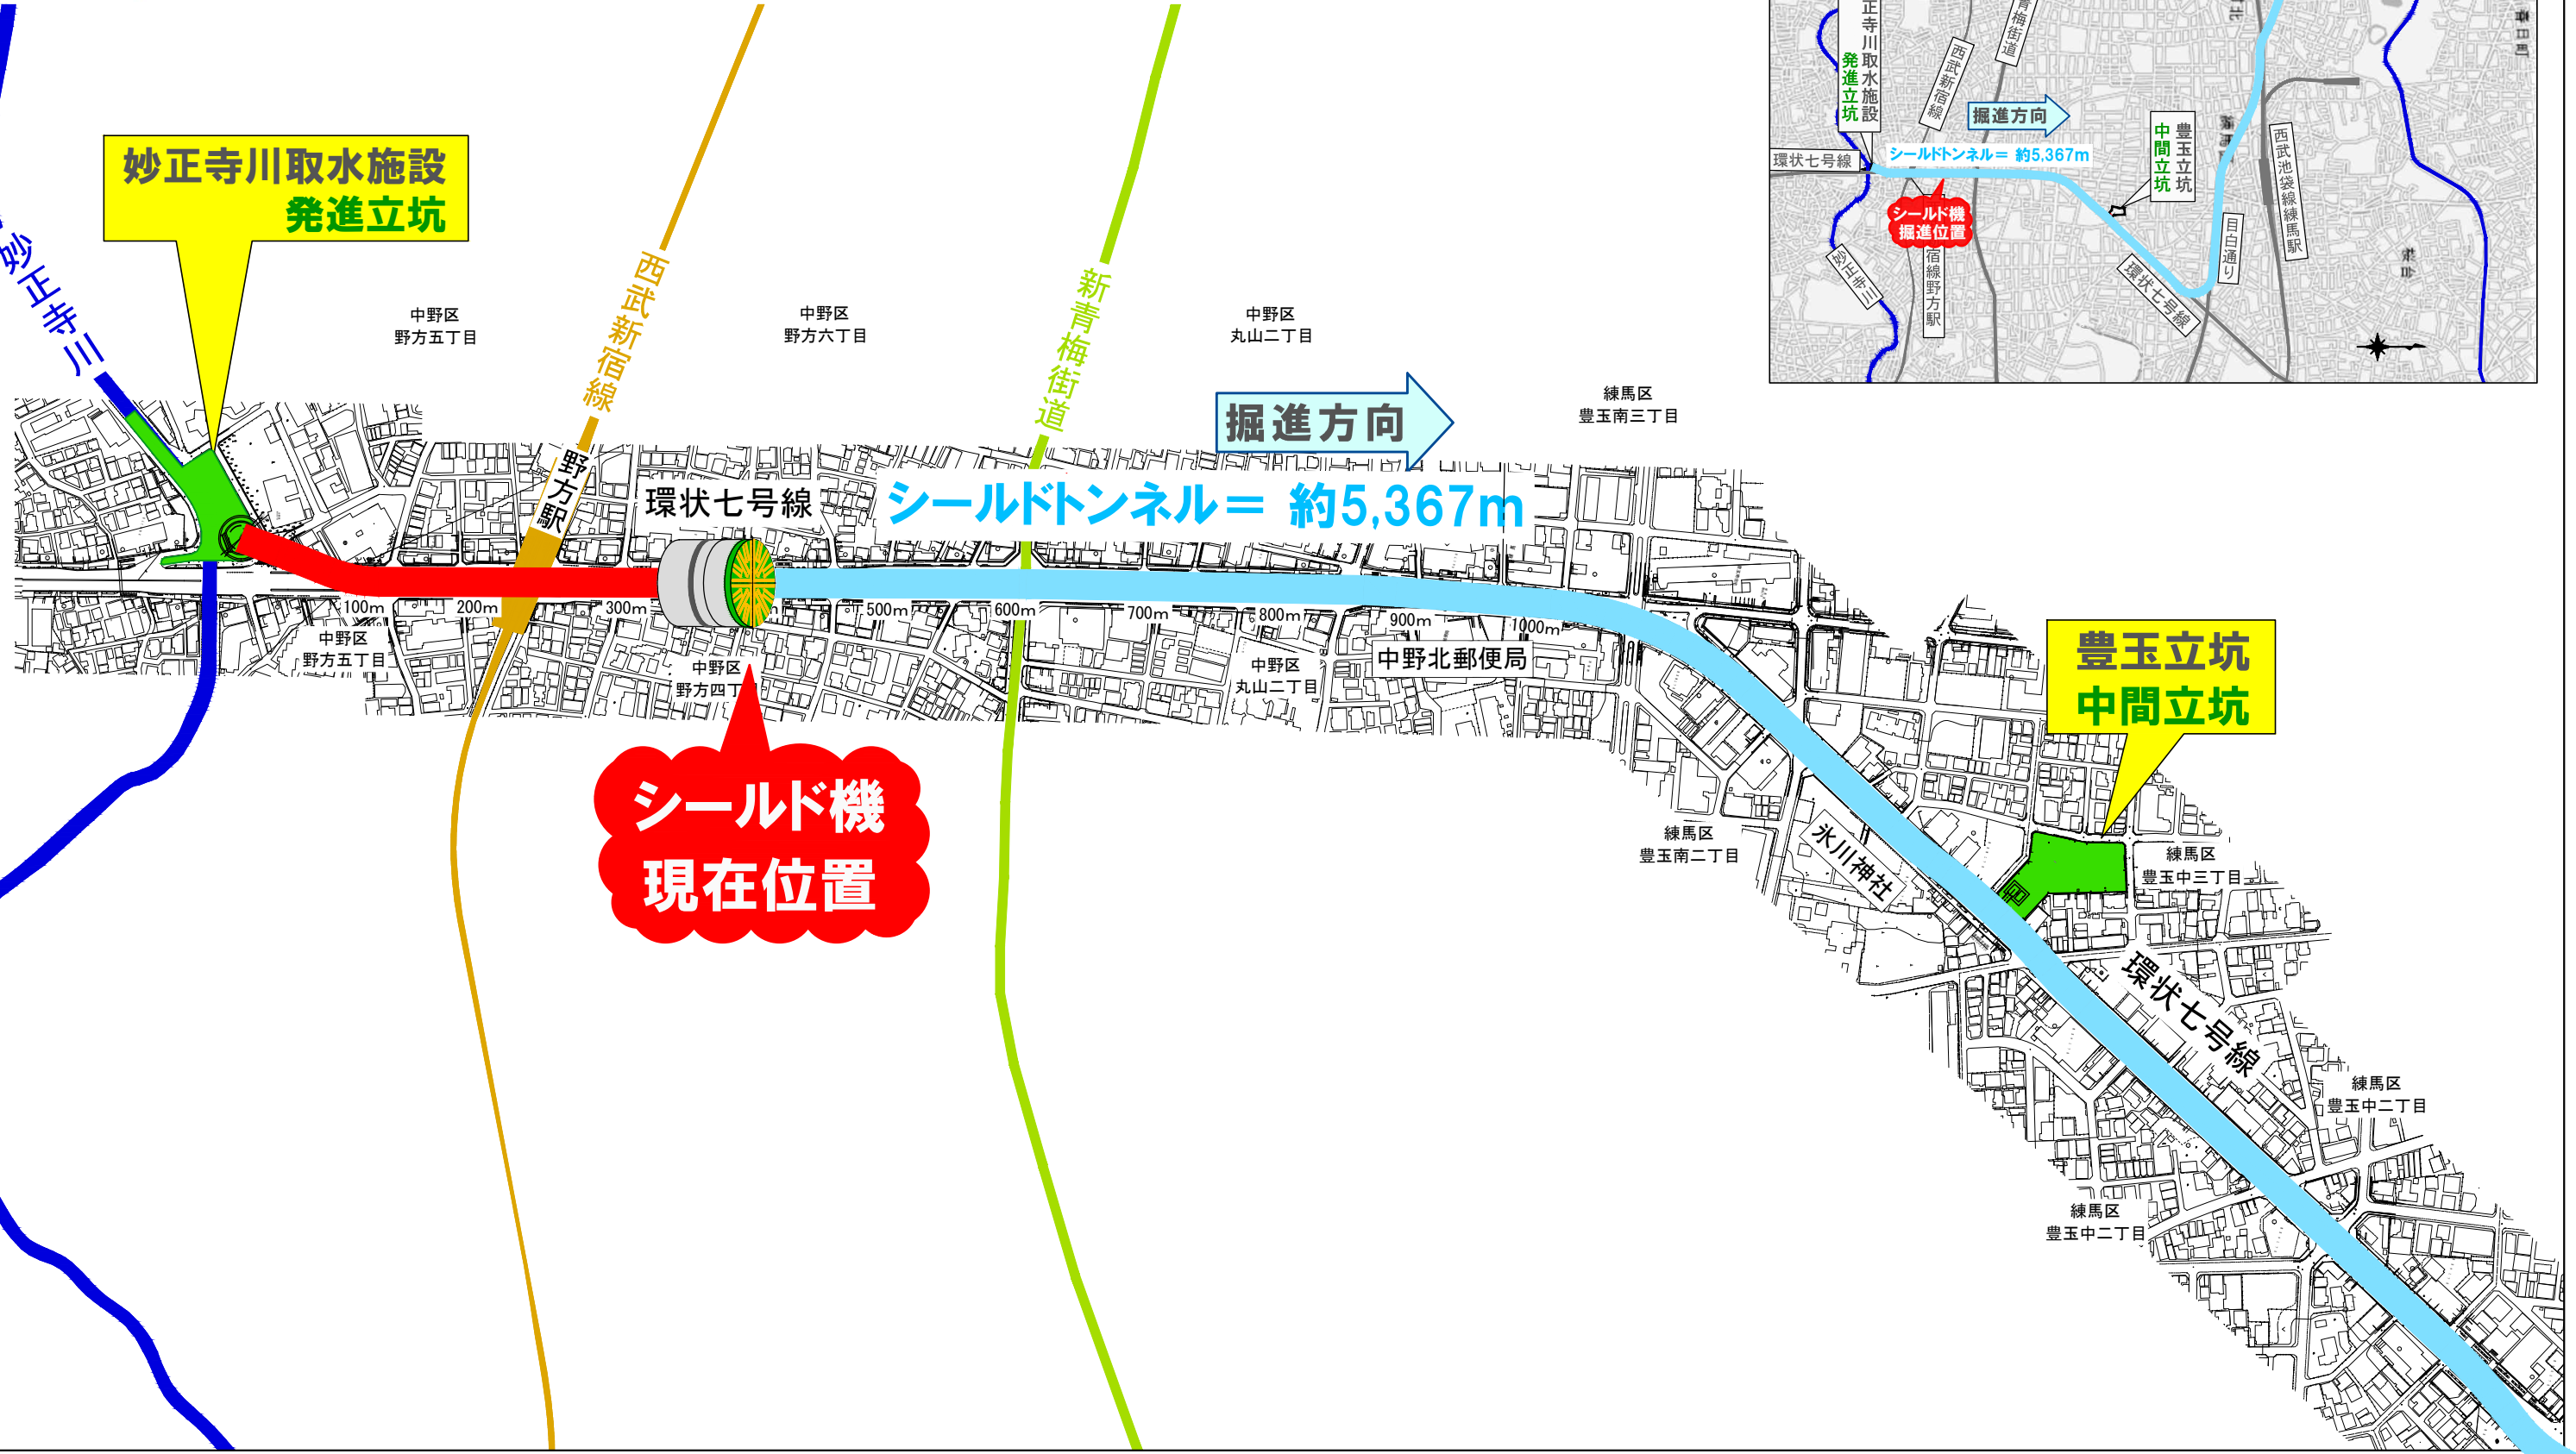 妙正寺川取水施設
発進立坑
妙正寺川
中野区
野方五丁目
西武新宿線
中野区
野方六丁目
新青梅街道
中野区
丸山二丁目
掘進方向
練馬区
豊玉南三丁目
野方駅
環状七号線
シールドトンネル＝ 約5,367m
100m
200m
300m
500m
600m
700m
800m
900m
1000m
中野区
野方五丁目
中野区
野方四丁
中野区
丸山二丁目
中野北郵便局
シールド機
現在位置
豊玉立坑
中間立坑
練馬区
豊玉南二丁目
氷川神社
練馬区
豊玉中三丁目
環状七号線
練馬区
豊玉中二丁目
練馬区
豊玉中二丁目
正寺川取水施設
発進立坑
西武新宿線
青梅街道
掘進方向
環状七号線
シールドトンネル＝ 約5,367m
シールド機
掘進位置
宿線野方駅
妙正寺川
豊玉立坑
中間立坑
目白通り
西武池袋線練馬駅
環状七号線
春日町